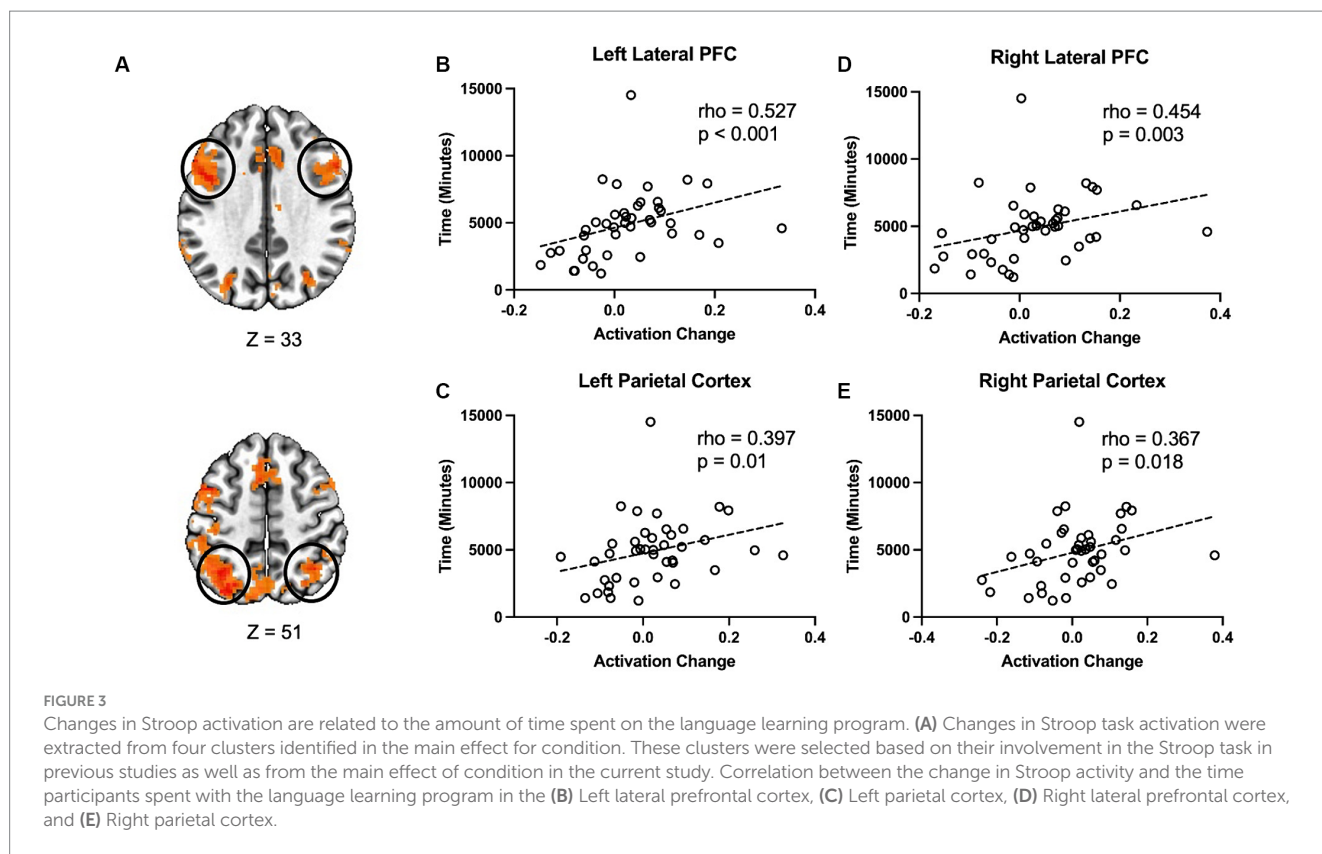 A
Z = 33
Z = 51
B
Left Lateral PFC
15000
10000
5000
0
Time (Minutes)
rho = 0.527
p < 0.001
-0.2
0.0
0.2
0.4
Activation Change
D
Right Lateral PFC
15000
10000
5000
0
Time (Minutes)
rho = 0.454
p = 0.003
-0.2
0.0
0.2
0.4
Activation Change
C
Left Parietal Cortex
15000
10000
5000
0
Time (Minutes)
rho = 0.397
p = 0.01
-0.2
0.0
0.2
0.4
Activation Change
E
Right Parietal Cortex
15000
10000
5000
0
Time (Minutes)
rho = 0.367
p = 0.018
-0.4
-0.2
0.0
0.2
0.4
Activation Change
FIGURE 3
Changes in Stroop activation are related to the amount of time spent on the language learning program. (A) Changes in Stroop task activation were
extracted from four clusters identified in the main effect for condition. These clusters were selected based on their involvement in the Stroop task in
previous studies as well as from the main effect of condition in the current study. Correlation between the change in Stroop activity and the time
participants spent with the language learning program in the (B) Left lateral prefrontal cortex, (C) Left parietal cortex, (D) Right lateral prefrontal cortex,
and (E) Right parietal cortex.